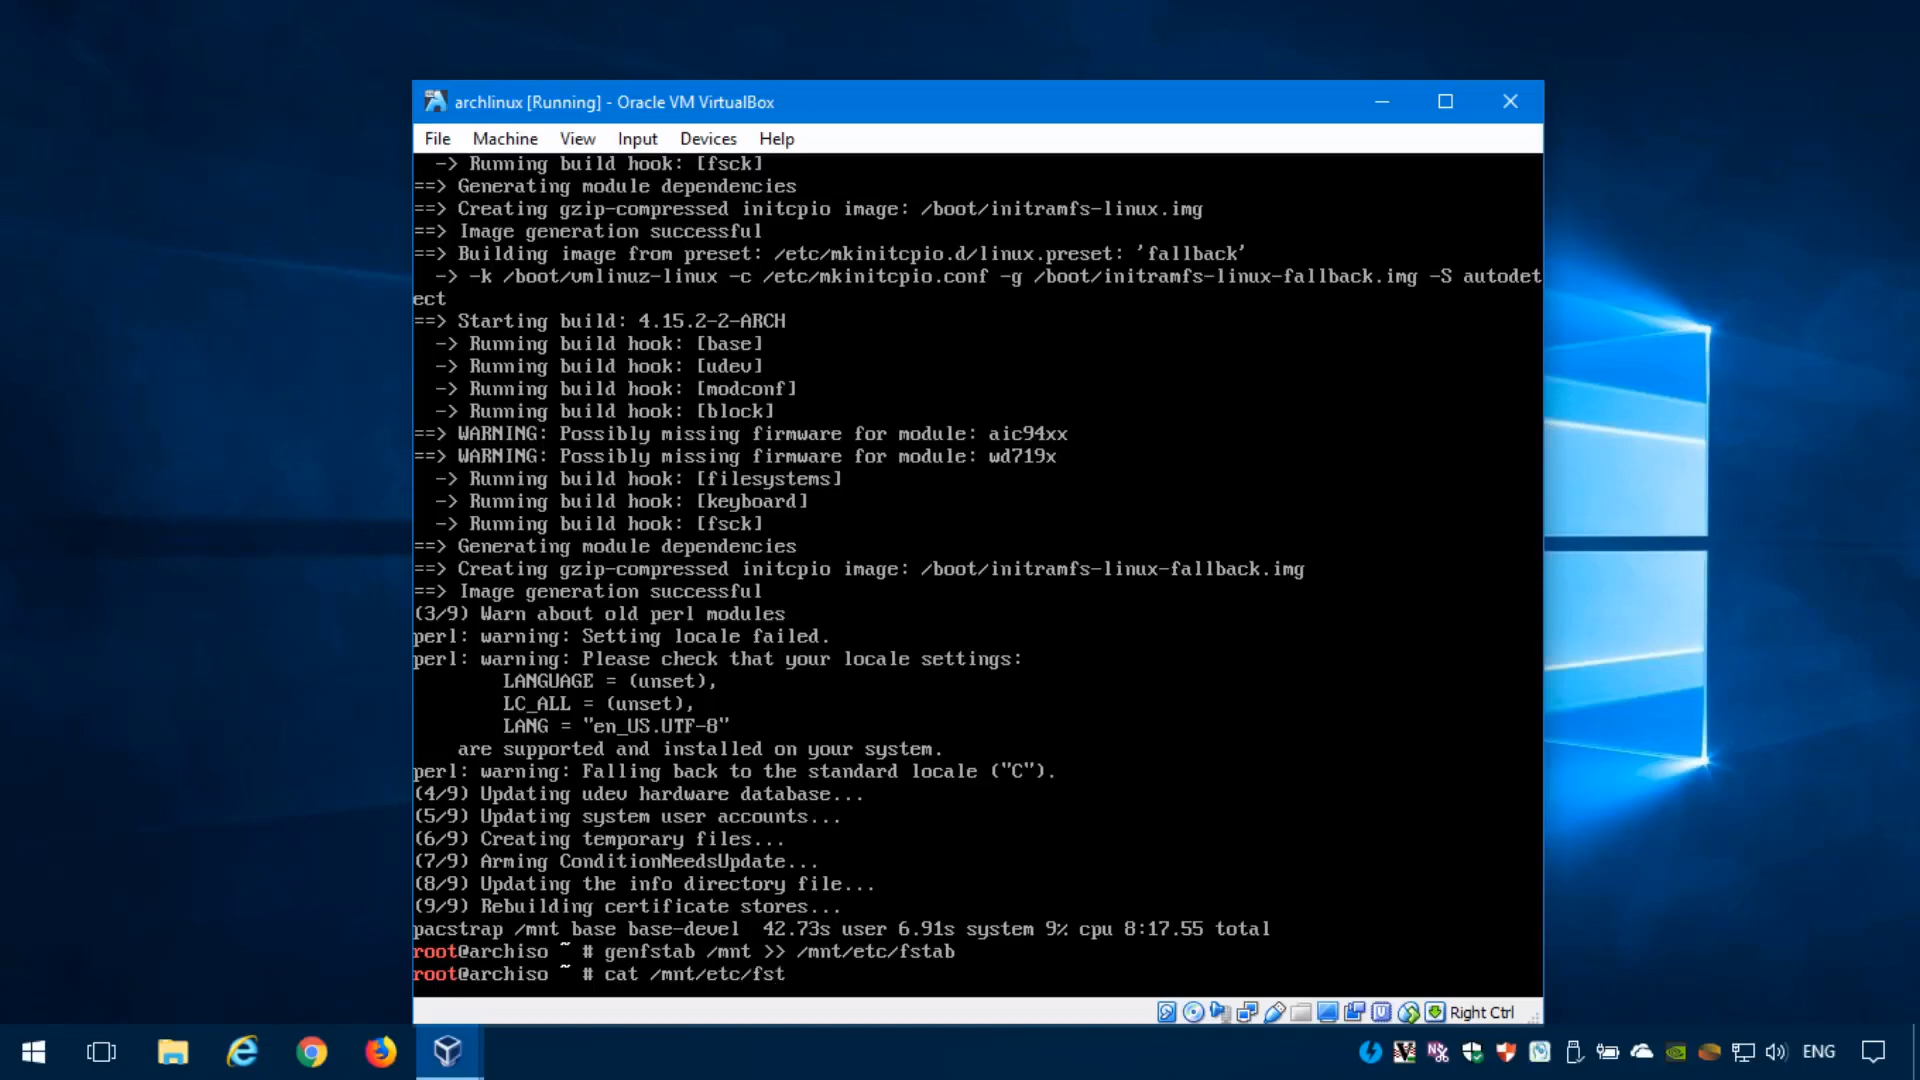 archlinux [Running] - Oracle VM VirtualBox
File Machine View Input Devices Help
-> Running build hook: [fsck]
==> Generating module dependencies
==> Creating gzip-compressed initcpio image: /boot/initramfs-linux.img
==> Image generation successful
==> Building image from preset: /etc/mkinitcpio.d/linux.preset: 'fallback'
-> -k /boot/vmlinuz-linux -c /etc/mkinitcpio.conf -g /boot/initramfs-linux-fallback.img -S autodet
ect
==> Starting build: 4.15.2-2-ARCH
-> Running build hook: [base]
-> Running build hook: [udev]
-> Running build hook: [modconf]
-> Running build hook: [block]
==> WARNING: Possibly missing firmware for module: aic94xx
==> WARNING: Possibly missing firmware for module: wd719x
-> Running build hook: [filesystems]
-> Running build hook: [keyboard]
-> Running build hook: [fsck]
==> Generating module dependencies
==> Creating gzip-compressed initcpio image: /boot/initramfs-linux-fallback.img
==> Image generation successful
(3/9) Warn about old perl modules
perl: warning: Setting locale failed.
perl: warning: Please check that your locale settings:
LANGUAGE = (unset),
LC_ALL = (unset),
LANG = "en_US.UTF-8"
are supported and installed on your system.
perl: warning: Falling back to the standard locale ("C").
(4/9) Updating udev hardware database...
(5/9) Updating system user accounts...
(6/9) Creating temporary files...
(7/9) Arming ConditionNeedsUpdate...
(8/9) Updating the info directory file...
(9/9) Rebuilding certificate stores...
pacstrap /mnt base base-devel  42.73s user 6.91s system 9% cpu 8:17.55 total
root@archiso ~ # genfstab /mnt >> /mnt/etc/fstab
root@archiso ~ # cat /mnt/etc/fst
Right Ctrl
ENG